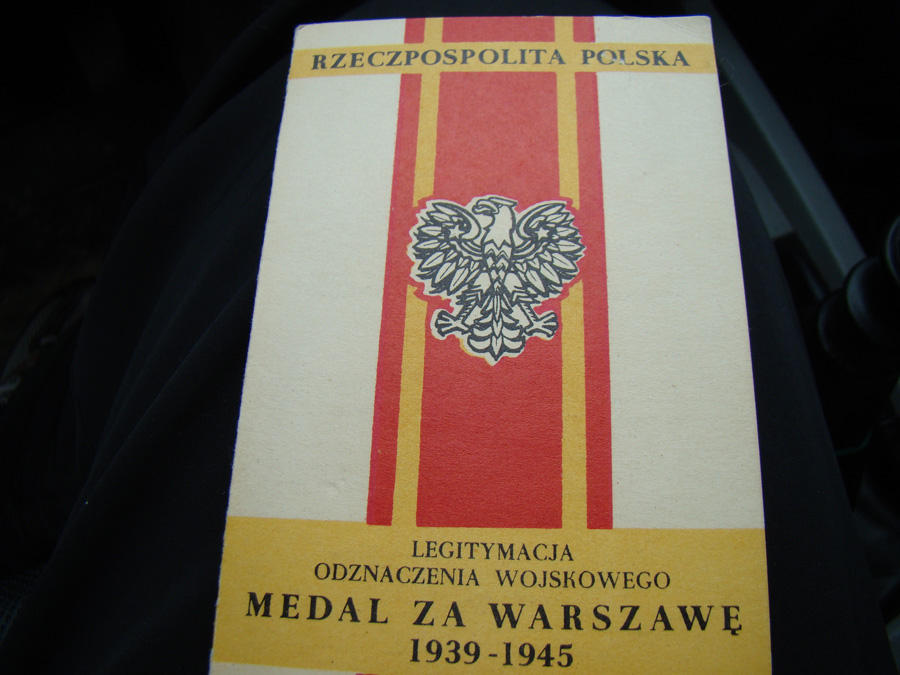 RZECZPOSPOLITA POLSKA
LEGITYMACJA
ODZNACZENIA WOJSKOWEGO
MEDAL ZA WARSZAWĘ
1939-1945